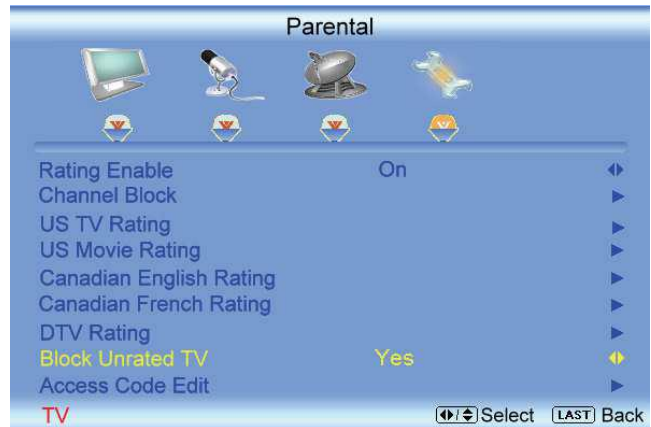 Parental
Rating Enable On
Channel Block
US TV Rating
US Movie Rating
Canadian English Rating
Canadian French Rating
DTV Rating
Block Unrated TV Yes
Access Code Edit
TV Select LAST Back